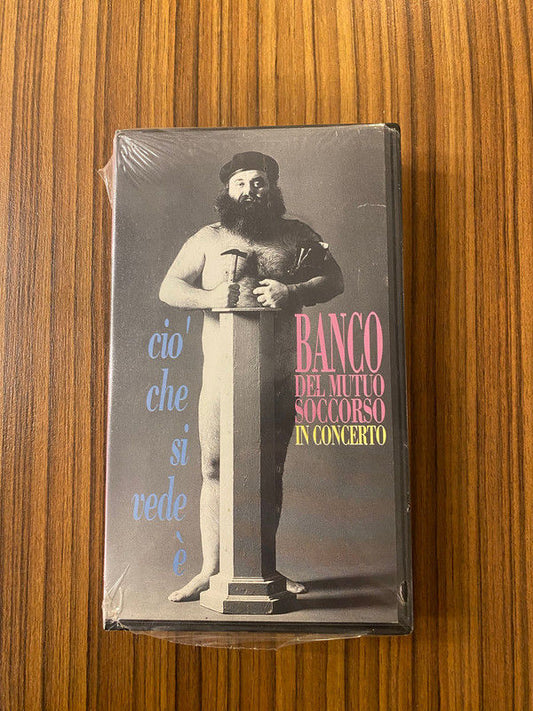 cio'
che
si
vede
è
BANCO
DEL MUTUO
SOCCORSO
IN CONCERTO